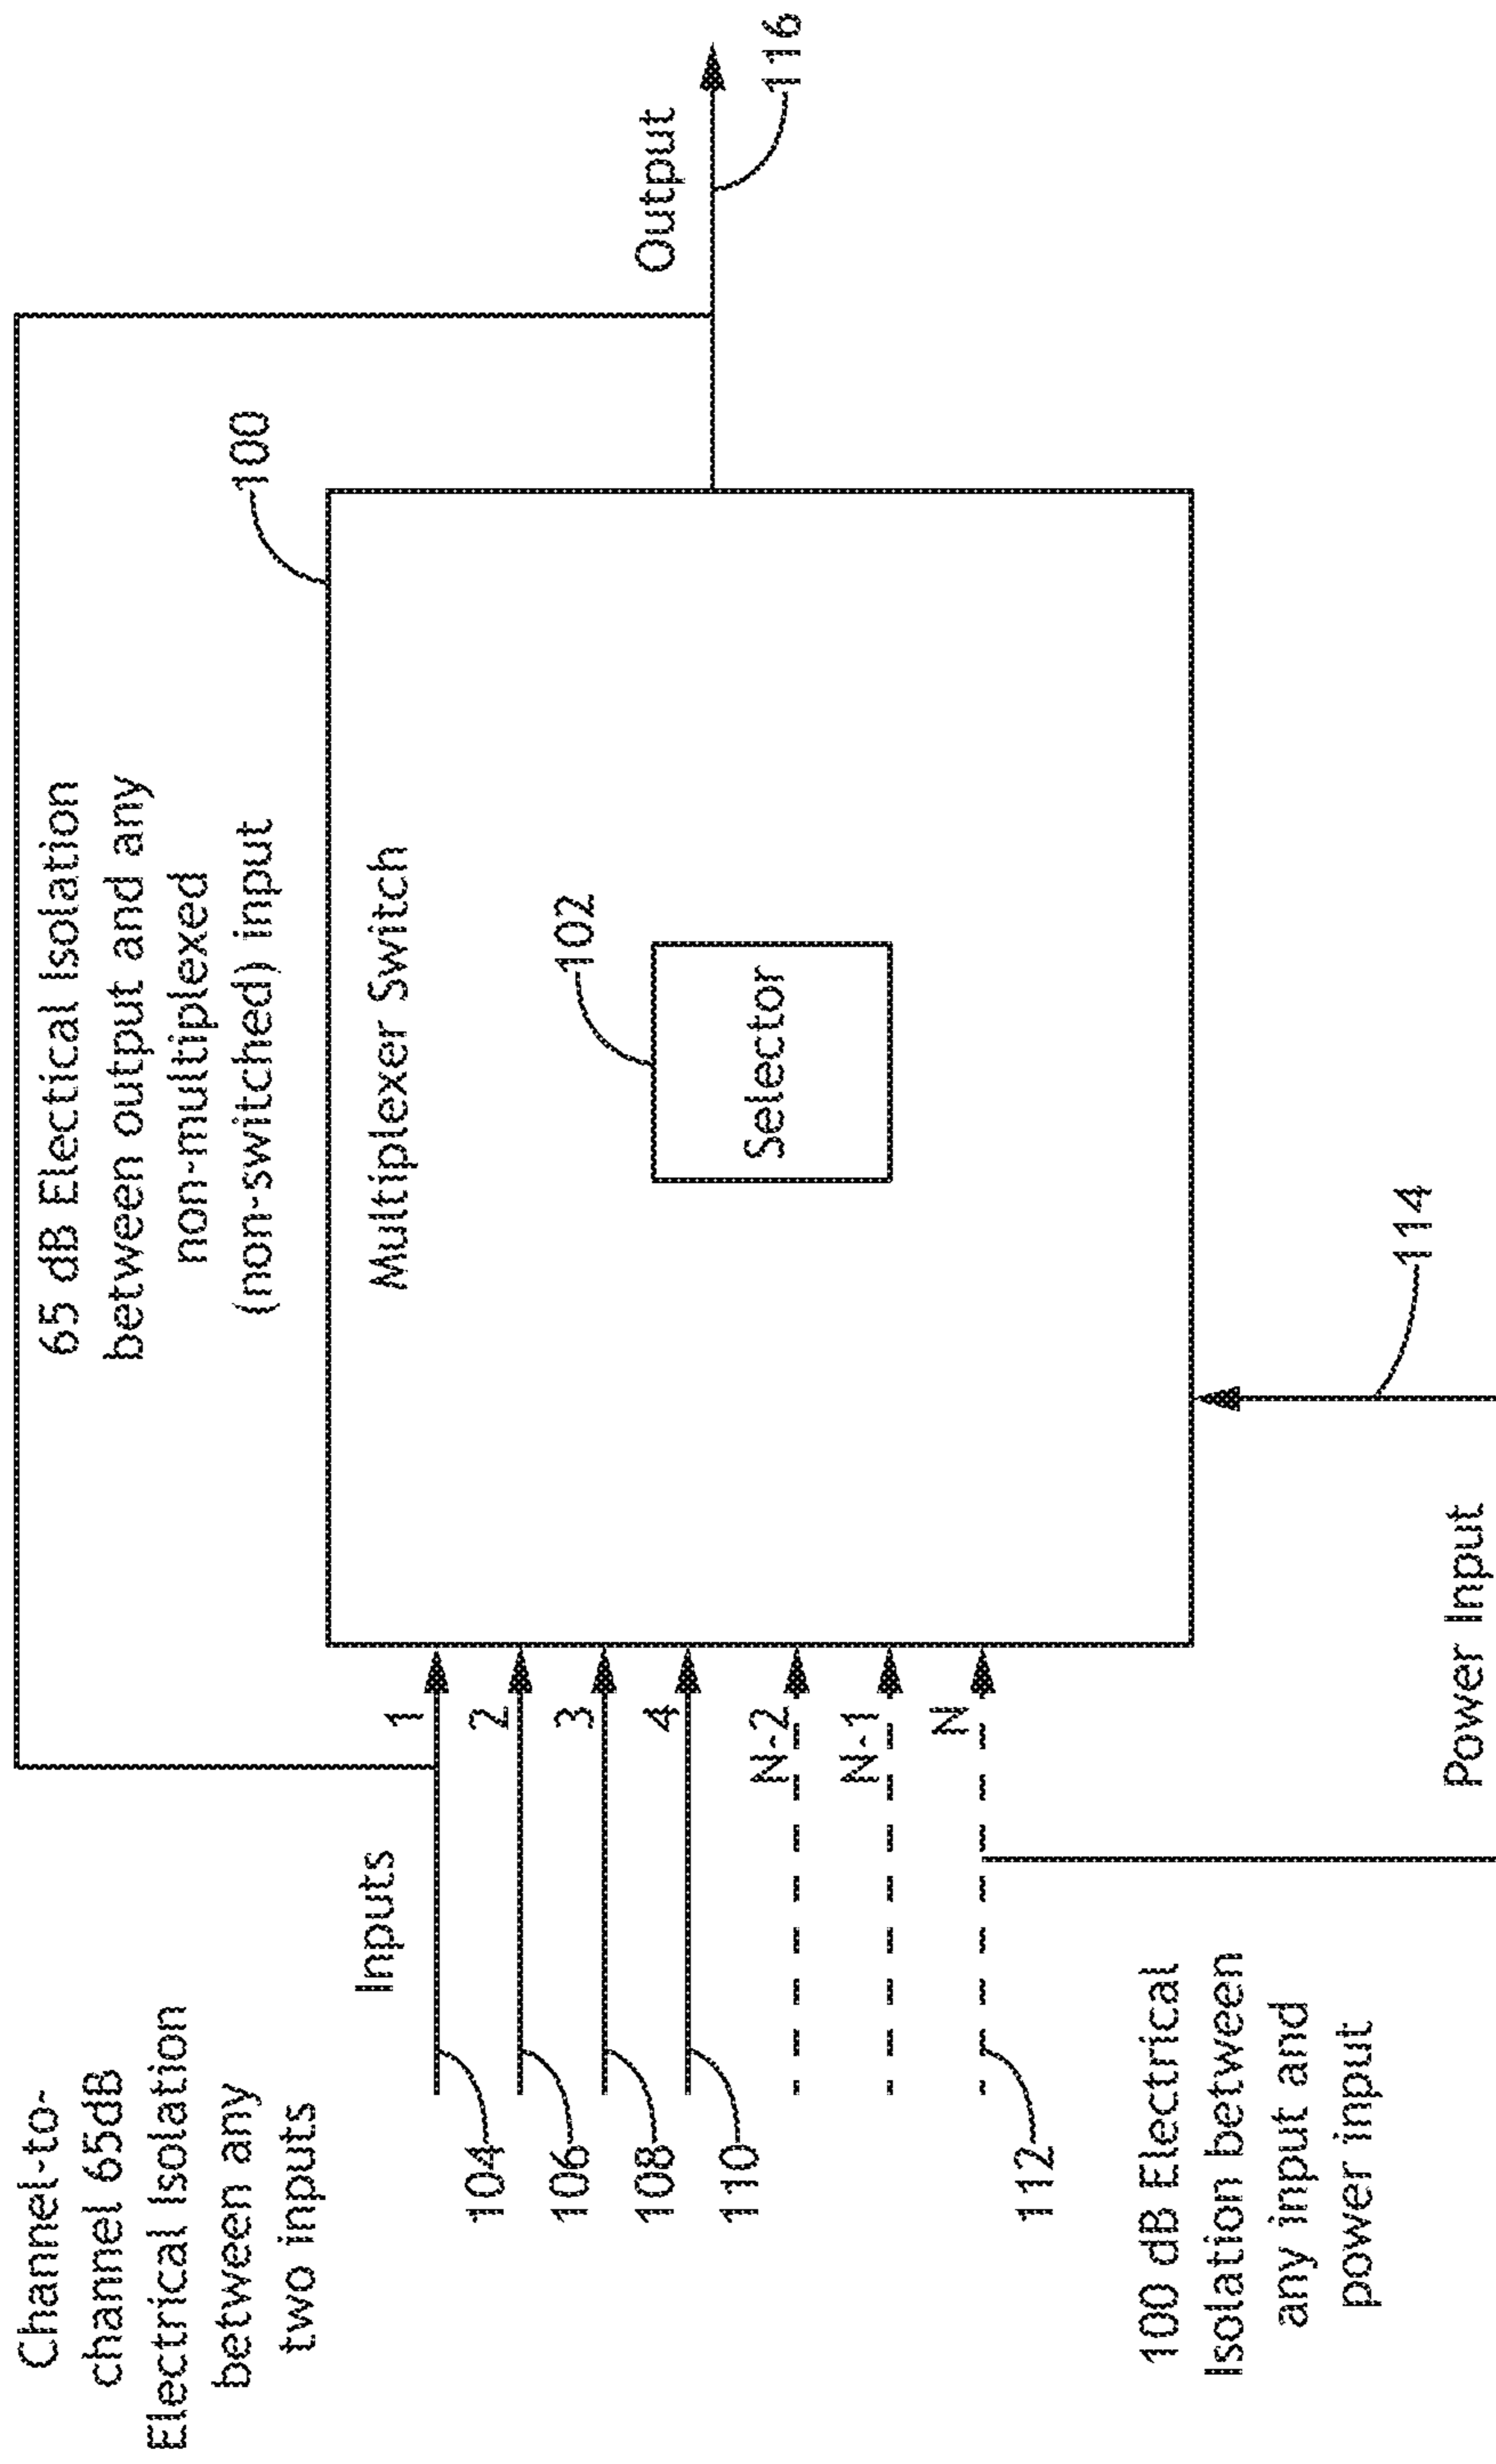 Channel-to-
channel 65dB
Electrical Isolation
between any
two inputs
65 dB Electical Isolation
between output and any
non-multiplexed
(non-switched) input
100
Inputs
1
2
3
4
N-2
N-1
N
104
106
108
110
112
Multiplexer Switch
102
Selector
Output
116
100 dB Electrical
Isolation between
any input and
power input
Power Input
114